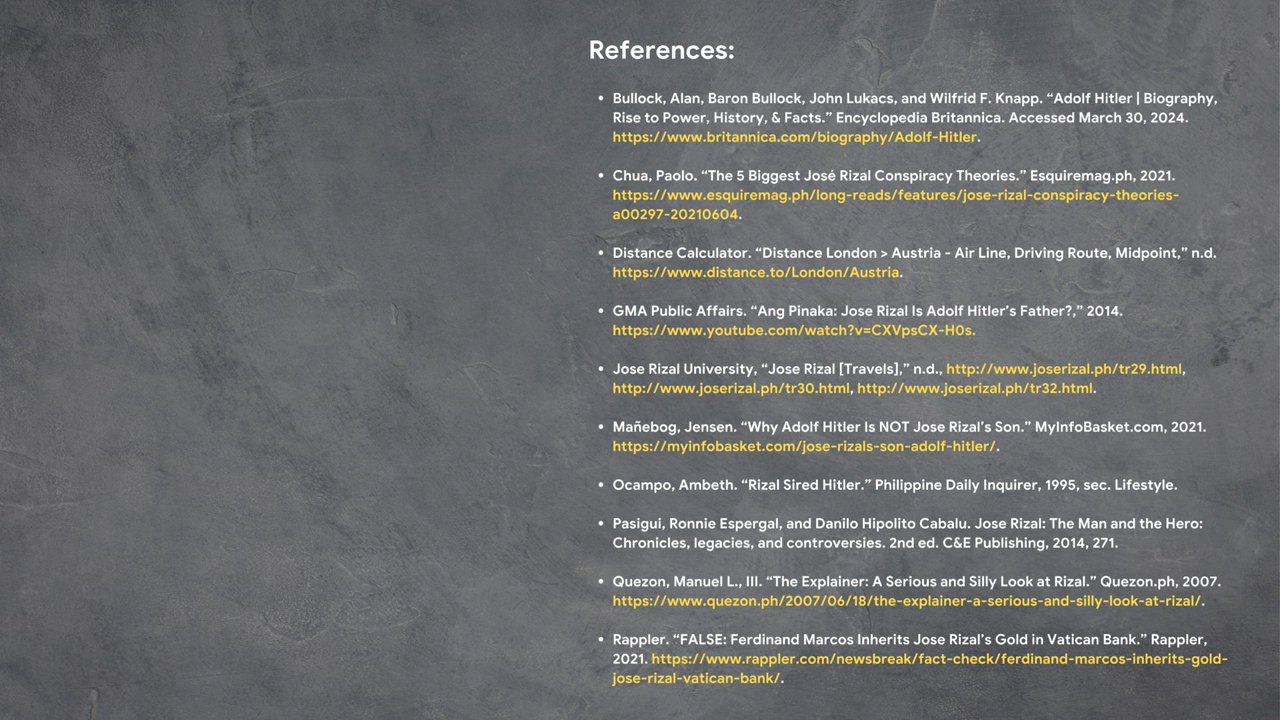 References:
• Bullock, Alan, Baron Bullock, John Lukacs, and Wilfrid F. Knapp. “Adolf Hitler | Biography,
Rise to Power, History, & Facts.” Encyclopedia Britannica. Accessed March 30, 2024.
https://www.britannica.com/biography/Adolf-Hitler.
• Chua, Paolo. “The 5 Biggest José Rizal Conspiracy Theories.” Esquiremag.ph, 2021.
https://www.esquiremag.ph/long-reads/features/jose-rizal-conspiracy-theories-
a00297-20210604.
• Distance Calculator. “Distance London > Austria - Air Line, Driving Route, Midpoint,” n.d.
https://www.distance.to/London/Austria.
• GMA Public Affairs. “Ang Pinaka: Jose Rizal Is Adolf Hitler’s Father?,” 2014.
https://www.youtube.com/watch?v=CXVpsCX-H0s.
• Jose Rizal University, “Jose Rizal [Travels],” n.d., http://www.joserizal.ph/tr29.html,
http://www.joserizal.ph/tr30.html, http://www.joserizal.ph/tr32.html.
• Mañebog, Jensen. “Why Adolf Hitler Is NOT Jose Rizal’s Son.” MyInfoBasket.com, 2021.
https://myinfobasket.com/jose-rizals-son-adolf-hitler/.
• Ocampo, Ambeth. “Rizal Sired Hitler.” Philippine Daily Inquirer, 1995, sec. Lifestyle.
• Pasigui, Ronnie Espergal, and Danilo Hipolito Cabalu. Jose Rizal: The Man and the Hero:
Chronicles, legacies, and controversies. 2nd ed. C&E Publishing, 2014, 271.
• Quezon, Manuel L., III. “The Explainer: A Serious and Silly Look at Rizal.” Quezon.ph, 2007.
https://www.quezon.ph/2007/06/18/the-explainer-a-serious-and-silly-look-at-rizal/.
• Rappler. “FALSE: Ferdinand Marcos Inherits Jose Rizal’s Gold in Vatican Bank.” Rappler,
2021. https://www.rappler.com/newsbreak/fact-check/ferdinand-marcos-inherits-gold-
jose-rizal-vatican-bank/.